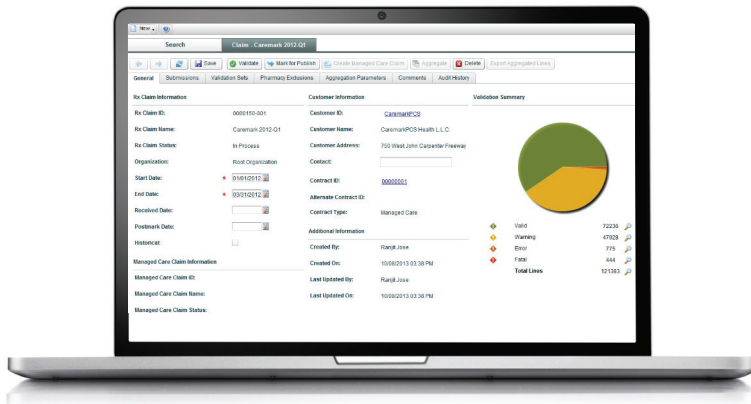 New
Search Claim - Caremark 2012-Q1
Save Validate Mark for Publish Create Managed Care Claim Aggregate Delete Export Aggregated Lines
General Submissions Validation Sets Pharmacy Exclusions Aggregation Parameters Comments Audit History
Rx Claim Information Customer Information Validation Summary
Rx Claim ID: 0000150-001 Customer ID: CaremarkPCS
Rx Claim Name: Caremark 2012-Q1 Customer Name: CaremarkPCS Health L.L.C.
Rx Claim Status: In Process Customer Address: 750 West John Carpenter Freeway
Organization: Root Organization Contact:
Start Date: * 01/01/2012 Contract ID: 00000001
End Date: * 03/31/2012 Alternate Contract ID:
Received Date: Contract Type: Managed Care
Postmark Date: Additional Information
Historical: Created By: Ranjit Jose
Managed Care Claim Information Created On: 10/08/2013 03:38 PM
Managed Care Claim ID: Last Updated By: Ranjit Jose
Managed Care Claim Name: Last Updated On: 10/08/2013 03:38 PM
Managed Care Claim Status:
Valid 72236
Warning 47928
Error 775
Fatal 444
Total Lines 121383